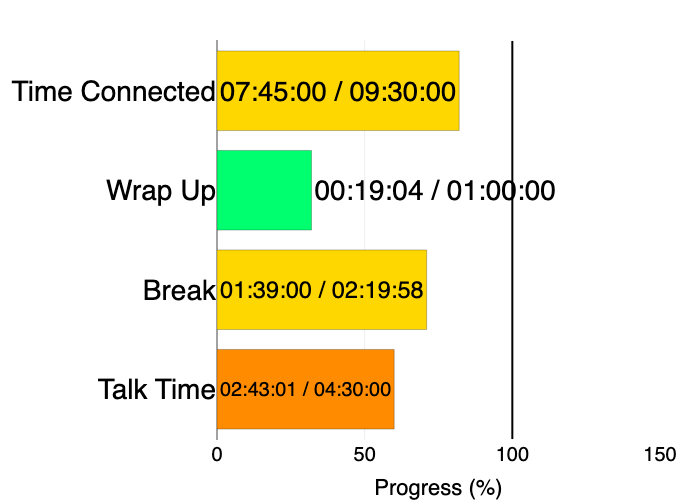 Time Connected 07:45:00 / 09:30:00
Wrap Up 00:19:04 / 01:00:00
Break 01:39:00 / 02:19:58
Talk Time 02:43:01 / 04:30:00
0 50 100 150
Progress (%)